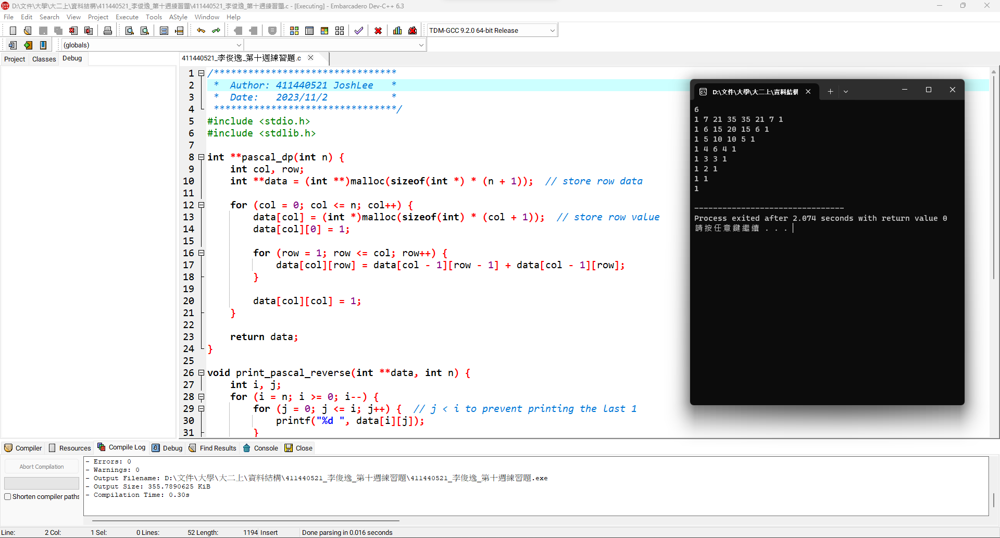 D:\文件\大學\大二上\資料結構\411440521_李俊逸_第十週練習題\411440521_李俊逸_第十週練習題.c - [Executing] - Embarcadero Dev-C++ 6.3
File Edit Search View Project Execute Tools AStyle Window Help
TDM-GCC 9.2.0 64-bit Release
(globals)
Project Classes Debug
411440521_李俊逸_第十週練習題.c
1 /********************************
2  *  Author: 411440521 JoshLee   *
3  *  Date:   2023/11/2           *
4  ********************************/
5 #include <stdio.h>
6 #include <stdlib.h>
7
8 int **pascal_dp(int n) {
9     int col, row;
10     int **data = (int **)malloc(sizeof(int *) * (n + 1));  // store row data
11
12     for (col = 0; col <= n; col++) {
13         data[col] = (int *)malloc(sizeof(int) * (col + 1));  // store row value
14         data[col][0] = 1;
15
16         for (row = 1; row <= col; row++) {
17             data[col][row] = data[col - 1][row - 1] + data[col - 1][row];
18         }
19
20         data[col][col] = 1;
21     }
22
23     return data;
24 }
25
26 void print_pascal_reverse(int **data, int n) {
27     int i, j;
28     for (i = n; i >= 0; i--) {
29         for (j = 0; j <= i; j++) {  // j < i to prevent printing the last 1
30             printf("%d ", data[i][j]);
31         }
D:\文件\大學\大二上\資料結構
6
1 7 21 35 35 21 7 1
1 6 15 20 15 6 1
1 5 10 10 5 1
1 4 6 4 1
1 3 3 1
1 2 1
1 1
1
--------------------------------
Process exited after 2.074 seconds with return value 0
請按任意鍵繼續 . . .
Compiler Resources Compile Log Debug Find Results Console Close
Abort Compilation
Shorten compiler paths
- Errors: 0
- Warnings: 0
- Output Filename: D:\文件\大學\大二上\資料結構\411440521_李俊逸_第十週練習題\411440521_李俊逸_第十週練習題.exe
- Output Size: 355.7890625 KiB
- Compilation Time: 0.30s
Line: 2 Col: 1 Sel: 0 Lines: 52 Length: 1194 Insert Done parsing in 0.016 seconds